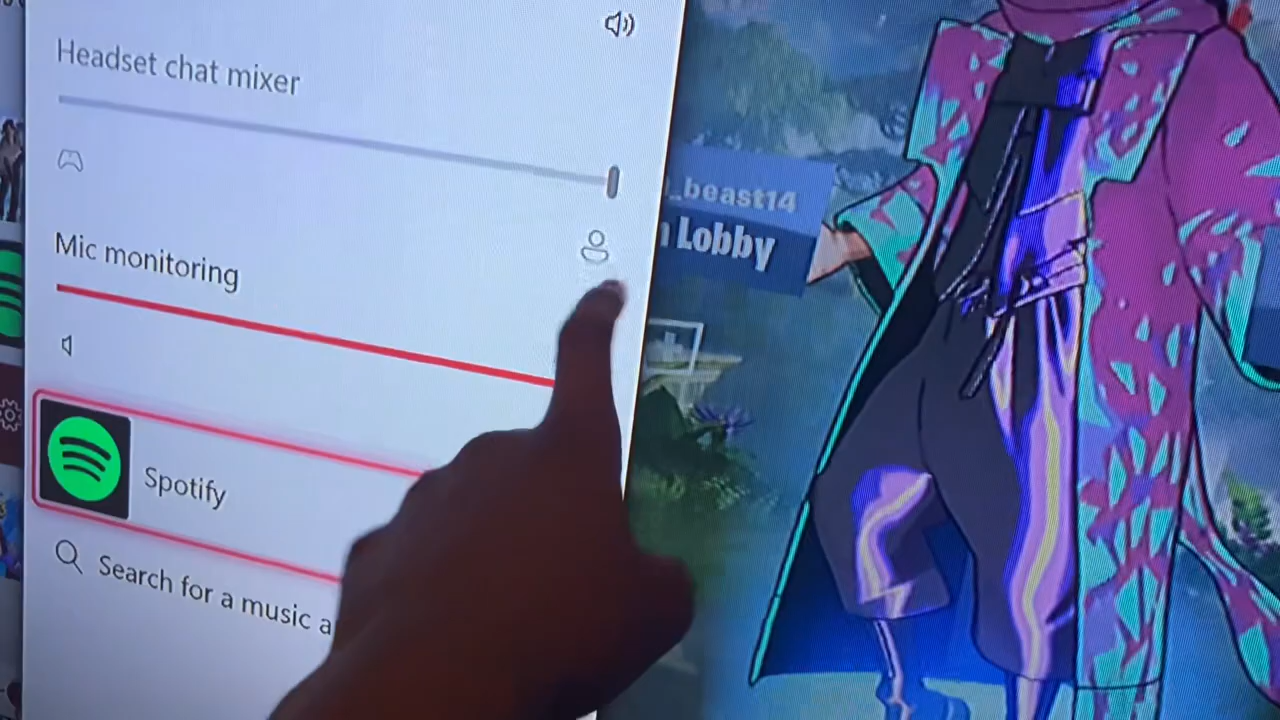 Headset chat mixer
_beast14
Lobby
Mic monitoring
Spotify
Search for a music a